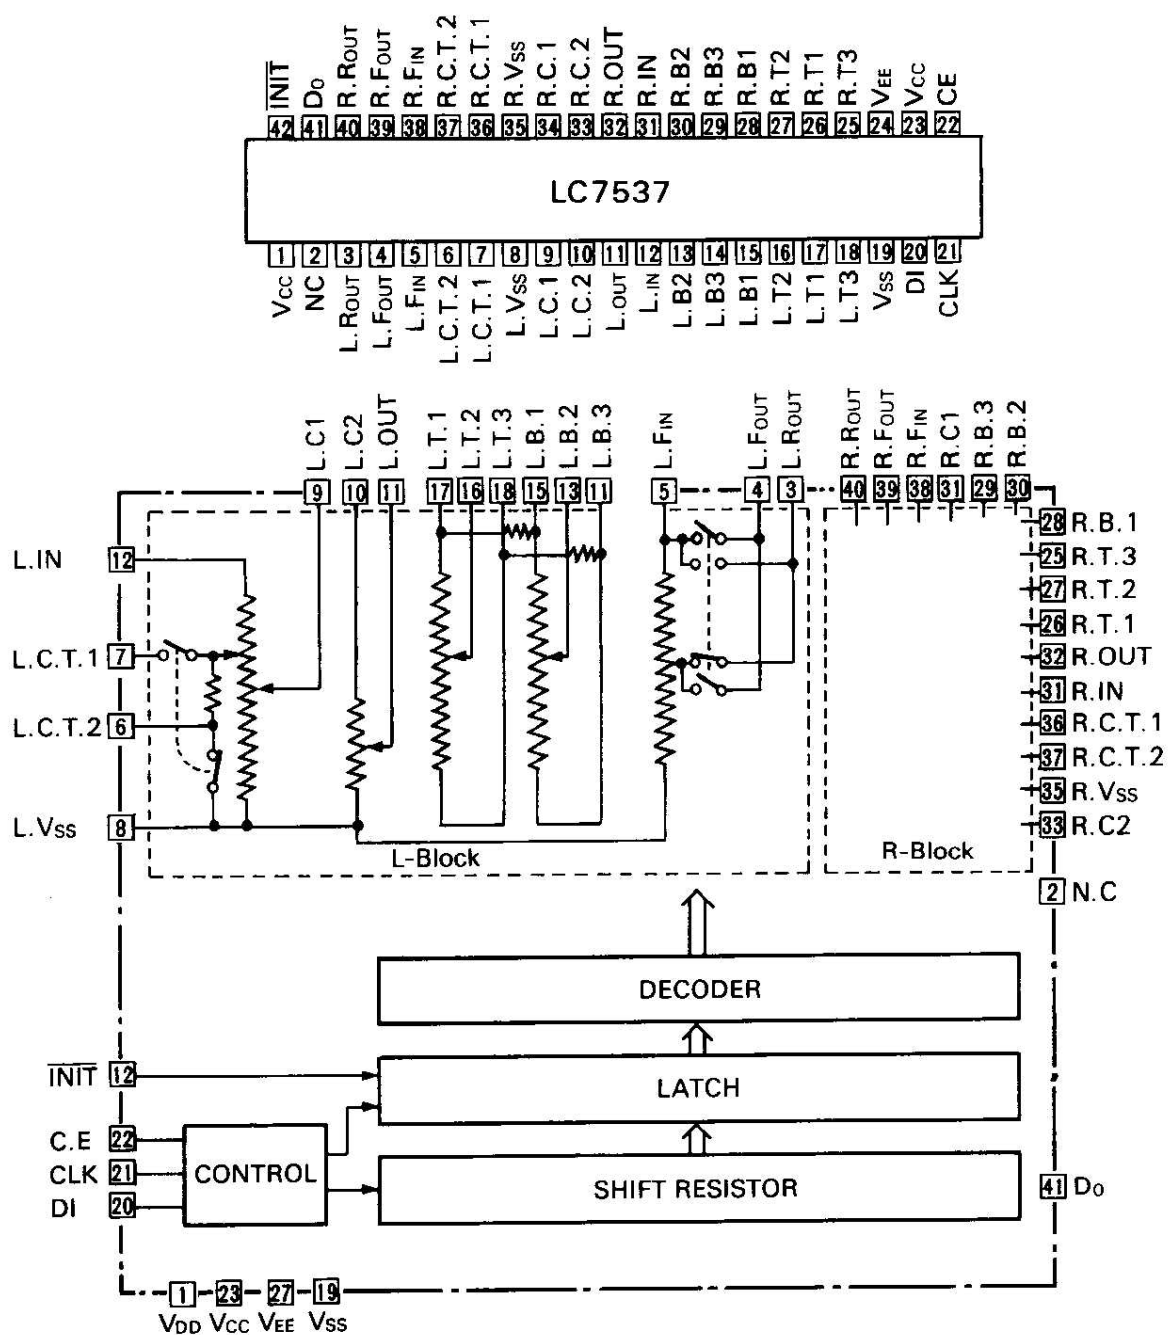 INIT Do R.ROUT R.FOUT R.FIN R.C.T.2 R.C.T.1 R.VSS R.C.1 R.C.2 R.OUT R.IN R.B2 R.B3 R.B1 R.T2 R.T1 R.T3 VEE VCC CE
42 41 40 39 38 37 36 35 34 33 32 31 30 29 28 27 26 25 24 23 22
LC7537
1 2 3 4 5 6 7 8 9 10 11 12 13 14 15 16 17 18 19 20 21
VCC NC L.ROUT L.FOUT L.FIN L.C.T.2 L.C.T.1 L.VSS L.C.1 L.C.2 L.OUT L.IN L.B2 L.B3 L.B1 L.T2 L.T1 L.T3 VSS DI CLK
L.C1 L.C2 L.OUT L.T.1 L.T.2 L.T.3 L.B.1 L.B.2 L.B.3 L.FIN L.FOUT L.ROUT R.ROUT R.FOUT R.FIN R.C1 R.B.3 R.B.2
9 10 11 17 16 18 15 13 11 5 4 3 40 39 38 31 29 30
28 R.B.1
L.IN 12
25 R.T.3
27 R.T.2
26 R.T.1
L.C.T.1 7
32 R.OUT
31 R.IN
L.C.T.2 6
36 R.C.T.1
37 R.C.T.2
35 R.VSS
L.VSS 8
33 R.C2
L-Block
R-Block
2 N.C
DECODER
INIT 12
LATCH
C.E 22
CLK 21
CONTROL
DI 20
SHIFT RESISTOR
41 Do
1 23 27 19
VDD VCC VEE VSS